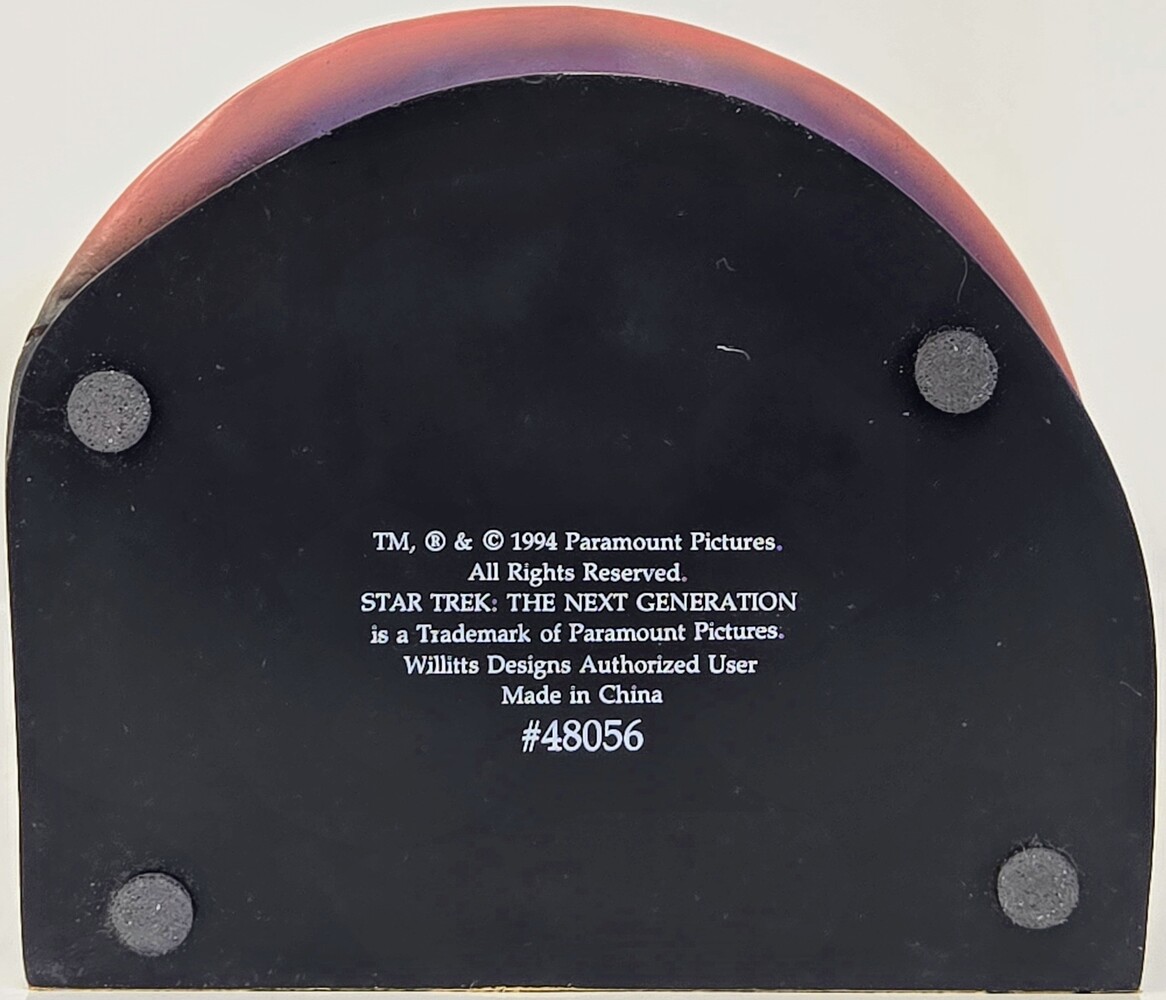 TM, ® & © 1994 Paramount Pictures.
All Rights Reserved.
STAR TREK: THE NEXT GENERATION
is a Trademark of Paramount Pictures.
Willitts Designs Authorized User
Made in China
#48056